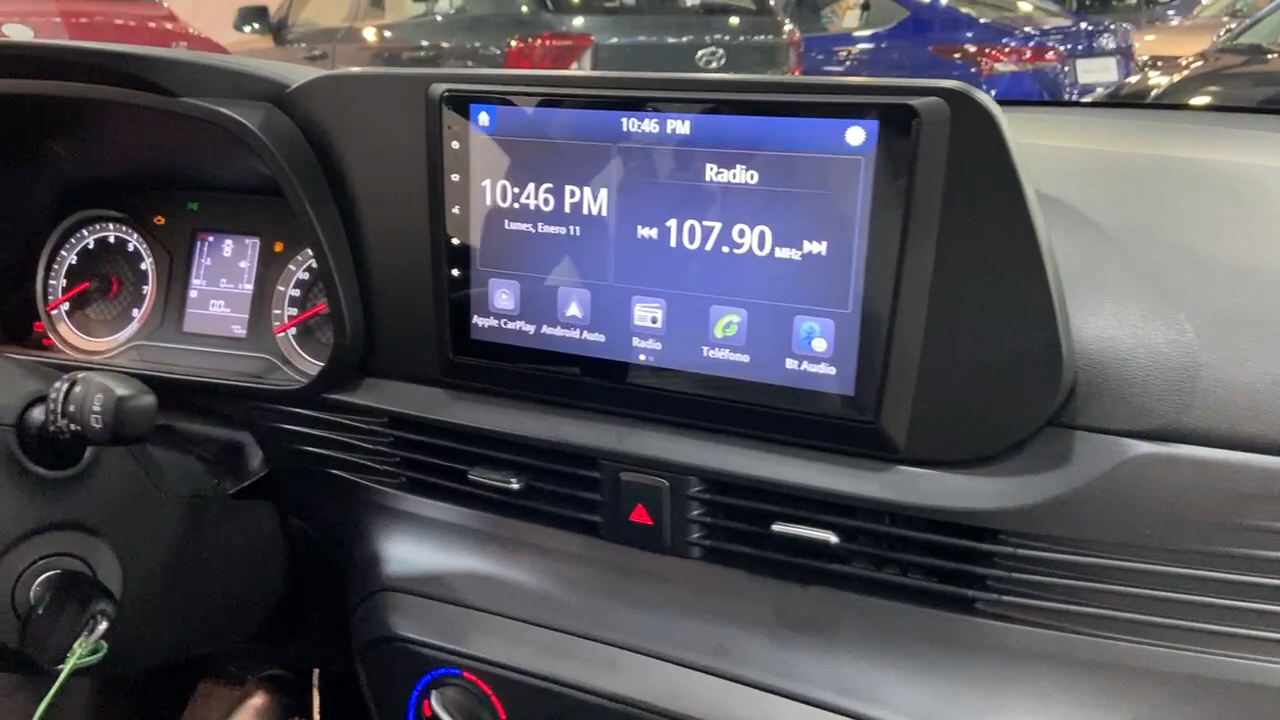 10:46 PM
10:46 PM
Lunes, Enero 11
Radio
107.90 MHz
Apple CarPlay
Android Auto
Radio
Teléfono
Bt Audio